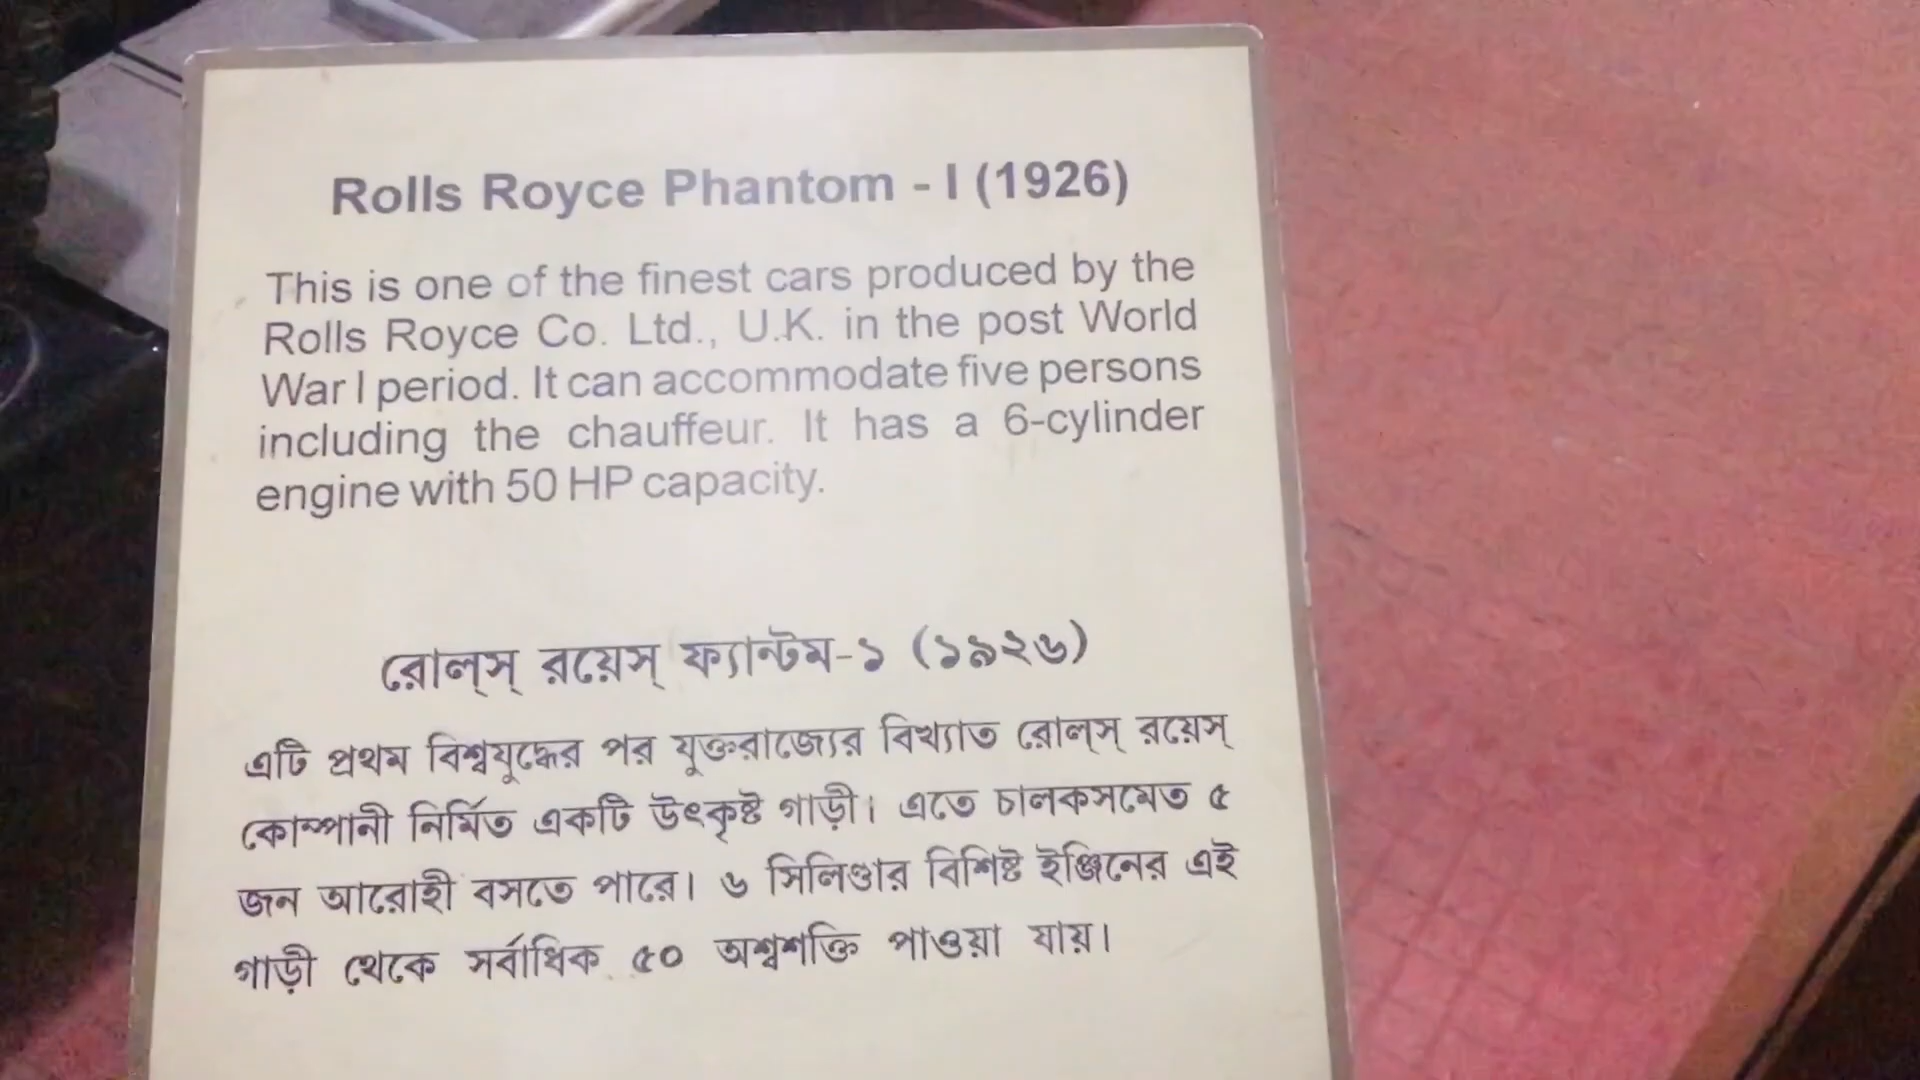 Rolls Royce Phantom - I (1926)
This is one of the finest cars produced by the
Rolls Royce Co. Ltd., U.K. in the post World
War I period. It can accommodate five persons
including the chauffeur. It has a 6-cylinder
engine with 50 HP capacity.
রোল্‌স্ রয়েস্ ফ্যান্টম-১ (১৯২৬)
এটি প্রথম বিশ্বযুদ্ধের পর যুক্তরাজ্যের বিখ্যাত রোল্‌স্ রয়েস্
কোম্পানী নির্মিত একটি উৎকৃষ্ট গাড়ী। এতে চালকসমেত ৫
জন আরোহী বসতে পারে। ৬ সিলিণ্ডার বিশিষ্ট ইঞ্জিনের এই
গাড়ী থেকে সর্বাধিক ৫০ অশ্বশক্তি পাওয়া যায়।